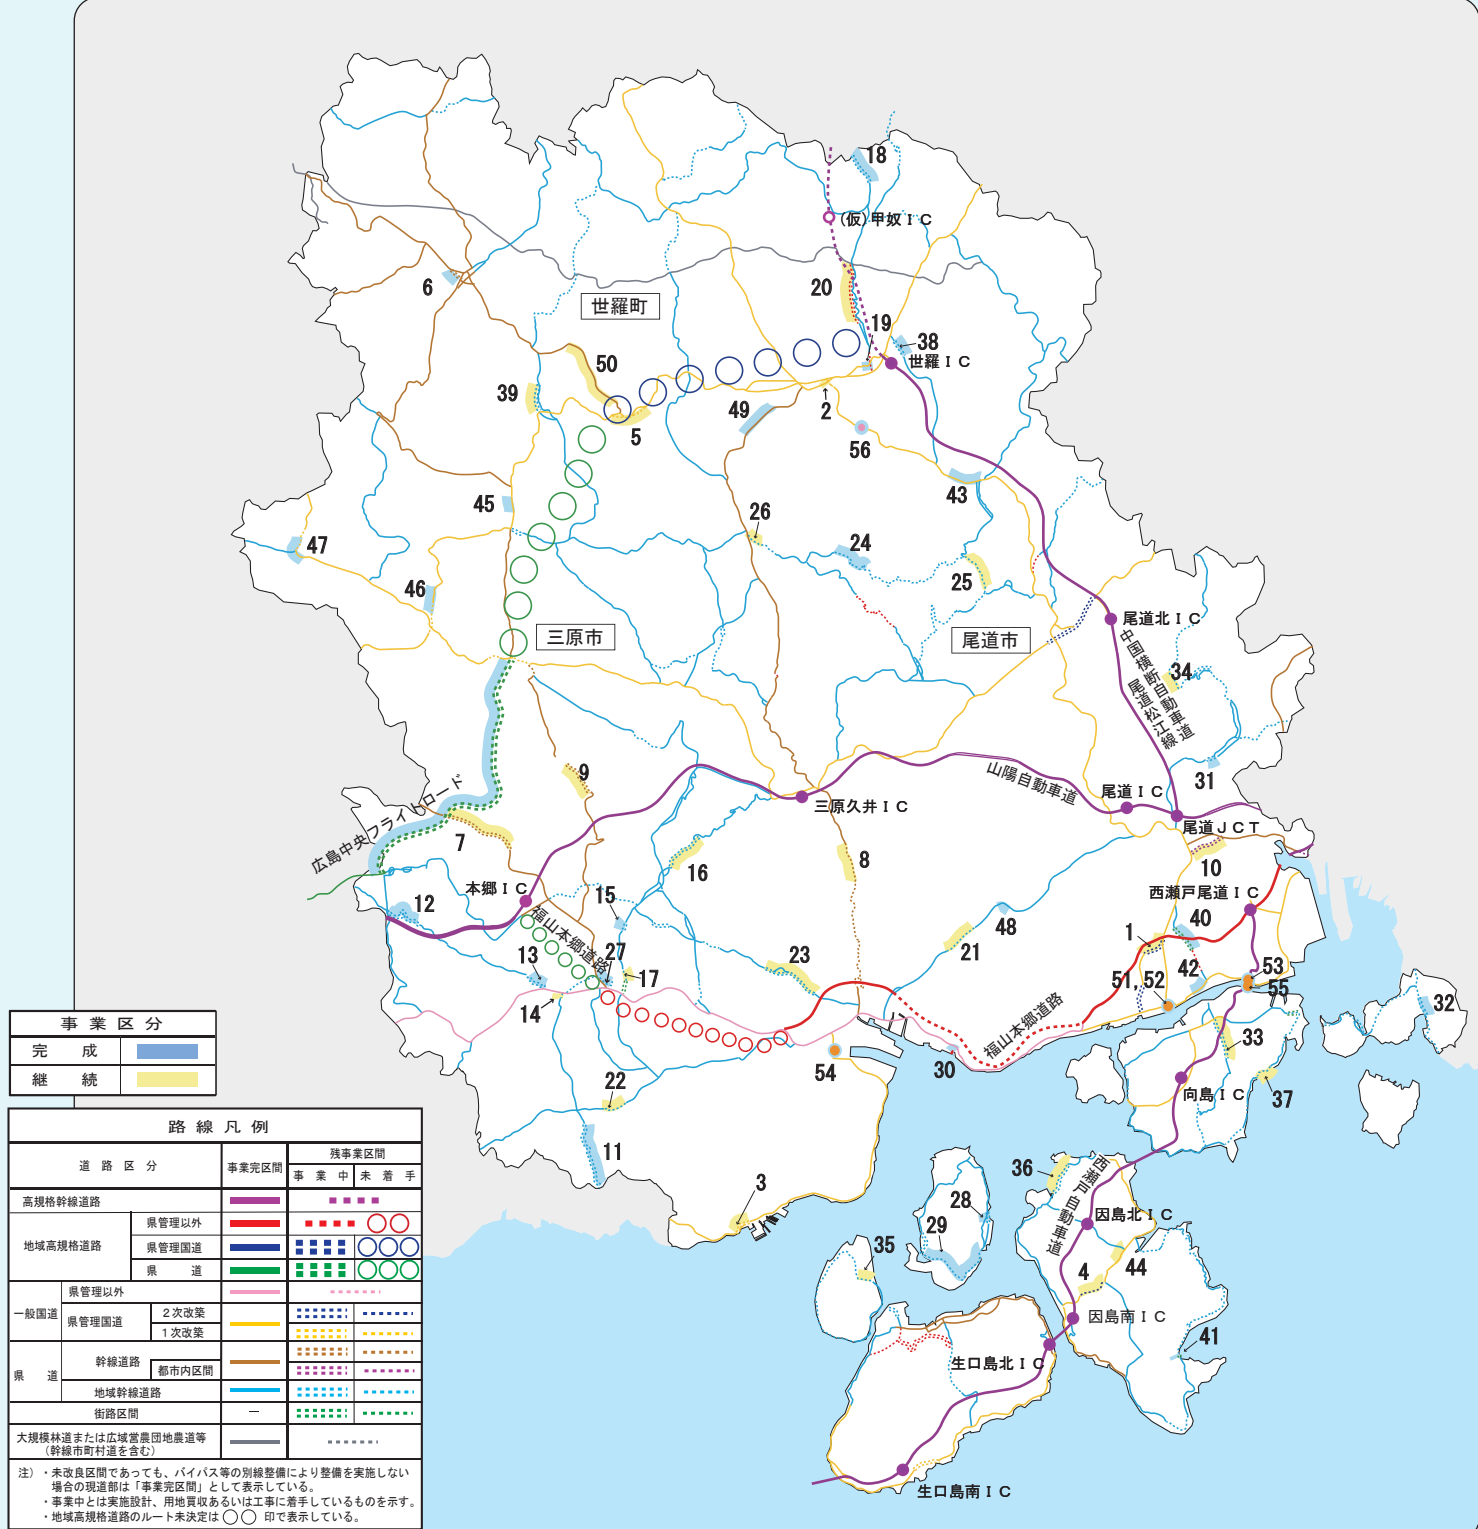 18
(仮)甲奴ＩＣ
6
20
世羅町
19
38
世羅ＩＣ
50
39
49
2
5
56
45
43
26
47
24
25
46
尾道北ＩＣ
三原市
尾道市
中国横断自動車道
尾道松江線
34
31
9
山陽自動車道
尾道ＩＣ
三原久井ＩＣ
広島中央フライトロード
7
尾道ＪＣＴ
8
10
16
本郷ＩＣ
西瀬戸尾道ＩＣ
12
15
福山本郷道路
48
40
1
21
13
27
17
23
42
53
51, 52
55
14
32
福山本郷道路
33
54
30
向島ＩＣ
37
22
11
36
西瀬戸自動車道
3
28
因島北ＩＣ
29
35
44
4
因島南ＩＣ
41
生口島北ＩＣ
生口島南ＩＣ
事業区分
完成
継続
路線凡例
道路区分 事業完区間 残事業区間
事業中 未着手
高規格幹線道路
地域高規格道路 県管理以外
県管理国道
県道
一般国道 県管理以外
県管理国道 ２次改築
１次改築
県道 幹線道路
都市内区間
地域幹線道路
街路区間 －
大規模林道または広域営農団地農道等
（幹線市町村道を含む）
注）・未改良区間であっても、バイパス等の別線整備により整備を実施しない
場合の現道部は「事業完区間」として表示している。
・事業中とは実施設計、用地買収あるいは工事に着手しているものを示す。
・地域高規格道路のルート未決定は○○ 印で表示している。